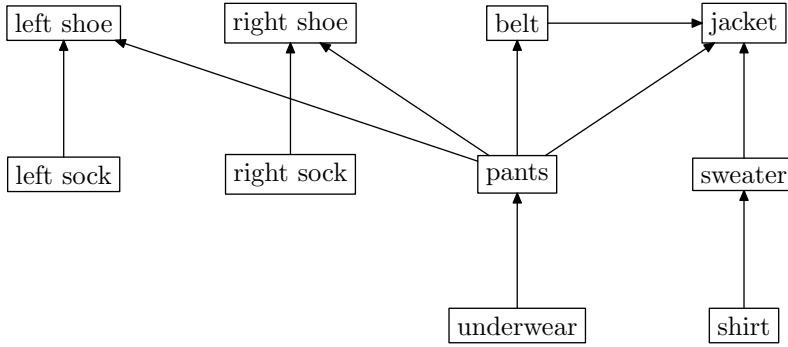 left shoe
right shoe
belt
jacket
left sock
right sock
pants
sweater
underwear
shirt